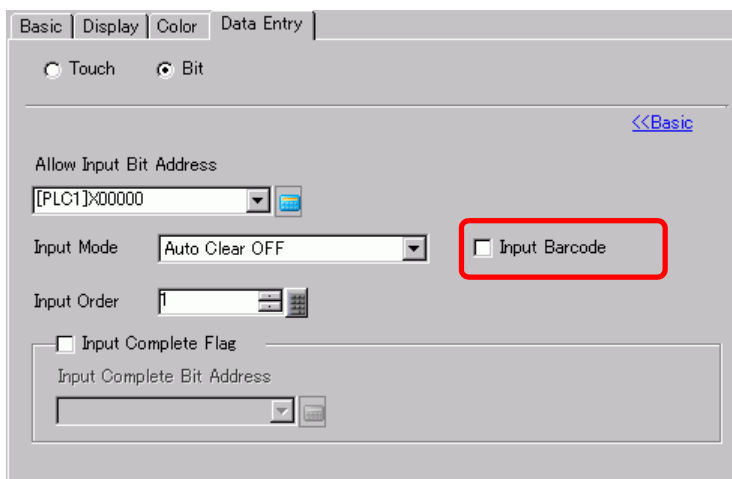 Basic Display Color Data Entry
Touch Bit
<<Basic
Allow Input Bit Address
[PLC1]X00000
Input Mode Auto Clear OFF Input Barcode
Input Order 1
Input Complete Flag
Input Complete Bit Address